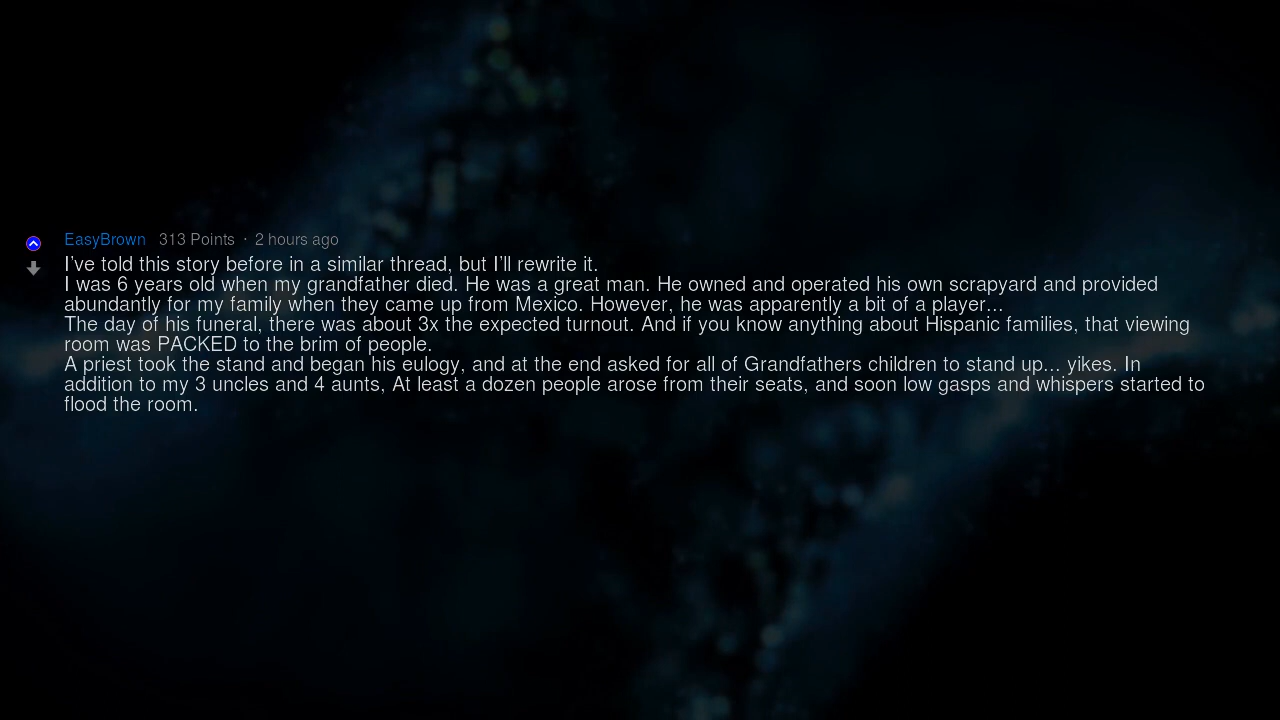 EasyBrown 313 Points · 2 hours ago
I've told this story before in a similar thread, but I'll rewrite it.
I was 6 years old when my grandfather died. He was a great man. He owned and operated his own scrapyard and provided
abundantly for my family when they came up from Mexico. However, he was apparently a bit of a player...
The day of his funeral, there was about 3x the expected turnout. And if you know anything about Hispanic families, that viewing
room was PACKED to the brim of people.
A priest took the stand and began his eulogy, and at the end asked for all of Grandfathers children to stand up... yikes. In
addition to my 3 uncles and 4 aunts, At least a dozen people arose from their seats, and soon low gasps and whispers started to
flood the room.